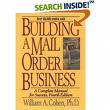 BUILDING
A MAIL
ORDER
BUSINESS
A Complete Manual
for Success, Fourth Edition
William A. Cohen, Ph.D.